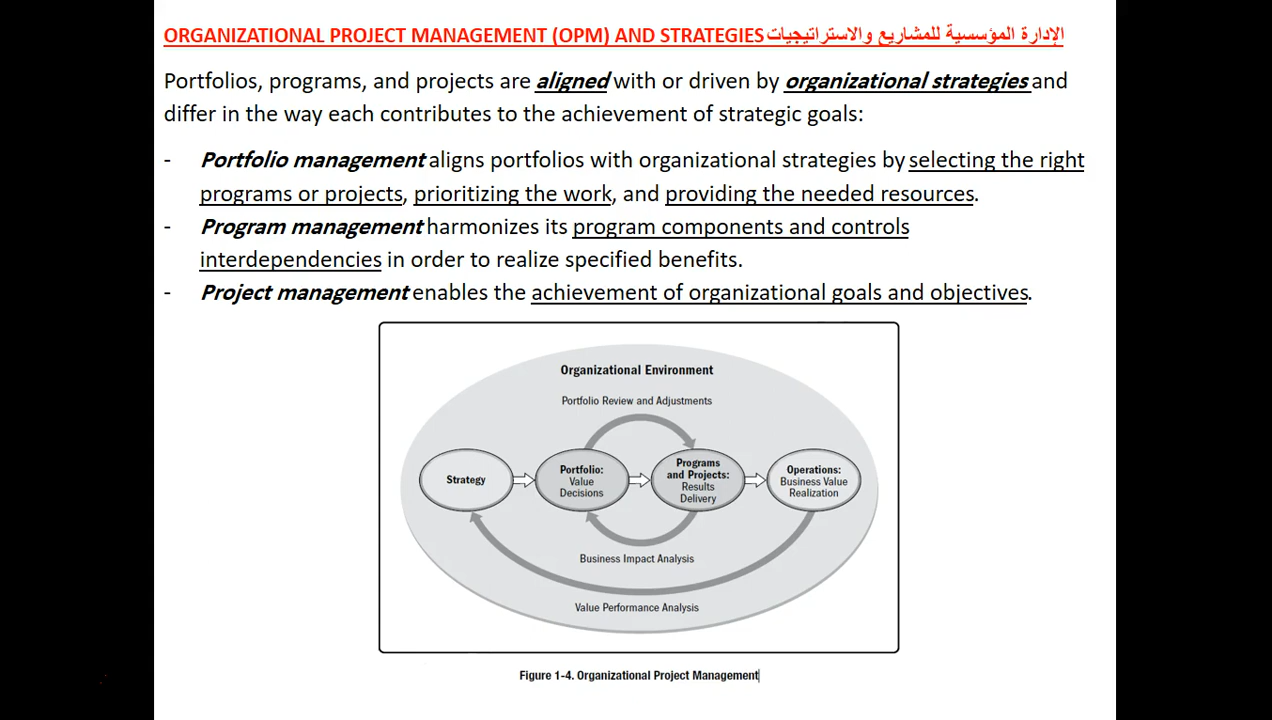 ORGANIZATIONAL PROJECT MANAGEMENT (OPM) AND STRATEGIES الإدارة المؤسسية للمشاريع والاستراتيجيات
Portfolios, programs, and projects are aligned with or driven by organizational strategies and
differ in the way each contributes to the achievement of strategic goals:
- Portfolio management aligns portfolios with organizational strategies by selecting the right
programs or projects, prioritizing the work, and providing the needed resources.
- Program management harmonizes its program components and controls
interdependencies in order to realize specified benefits.
- Project management enables the achievement of organizational goals and objectives.
Organizational Environment
Portfolio Review and Adjustments
Strategy
Portfolio:
Value
Decisions
Programs
and Projects:
Results
Delivery
Operations:
Business Value
Realization
Business Impact Analysis
Value Performance Analysis
Figure 1-4. Organizational Project Management